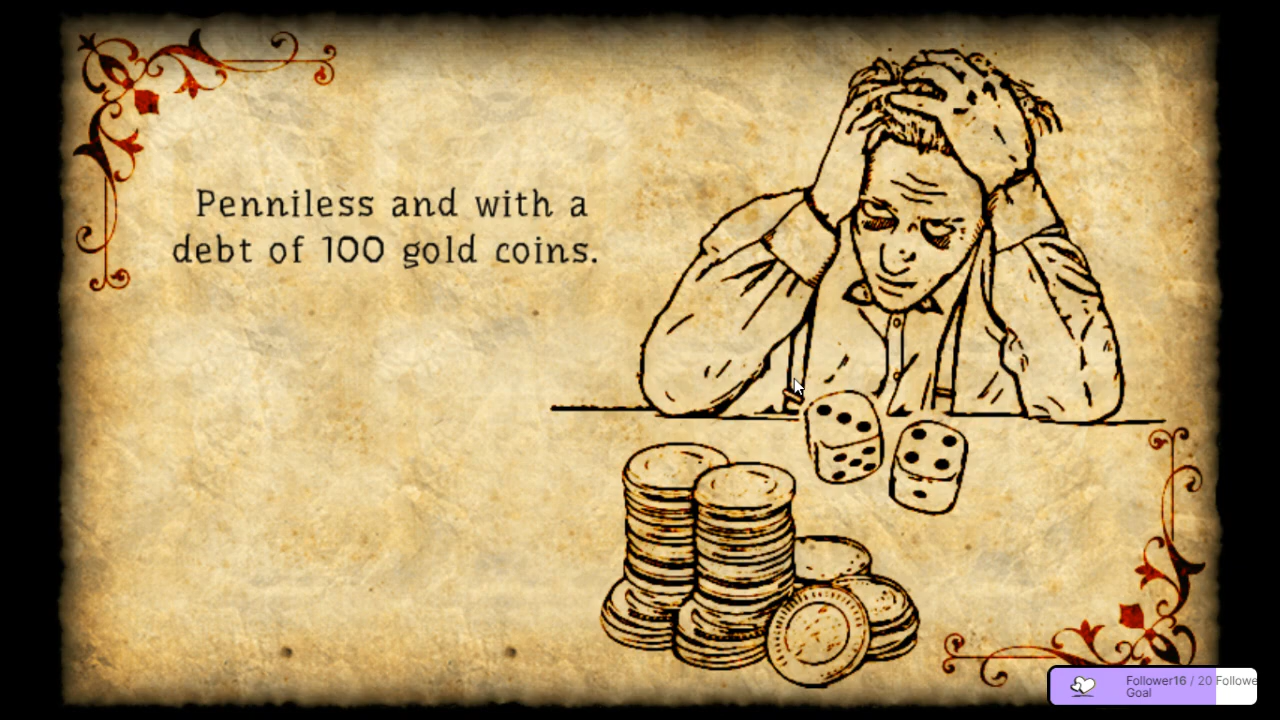 Penniless and with a
debt of 100 gold coins.
Follower16 / 20 Followe
Goal